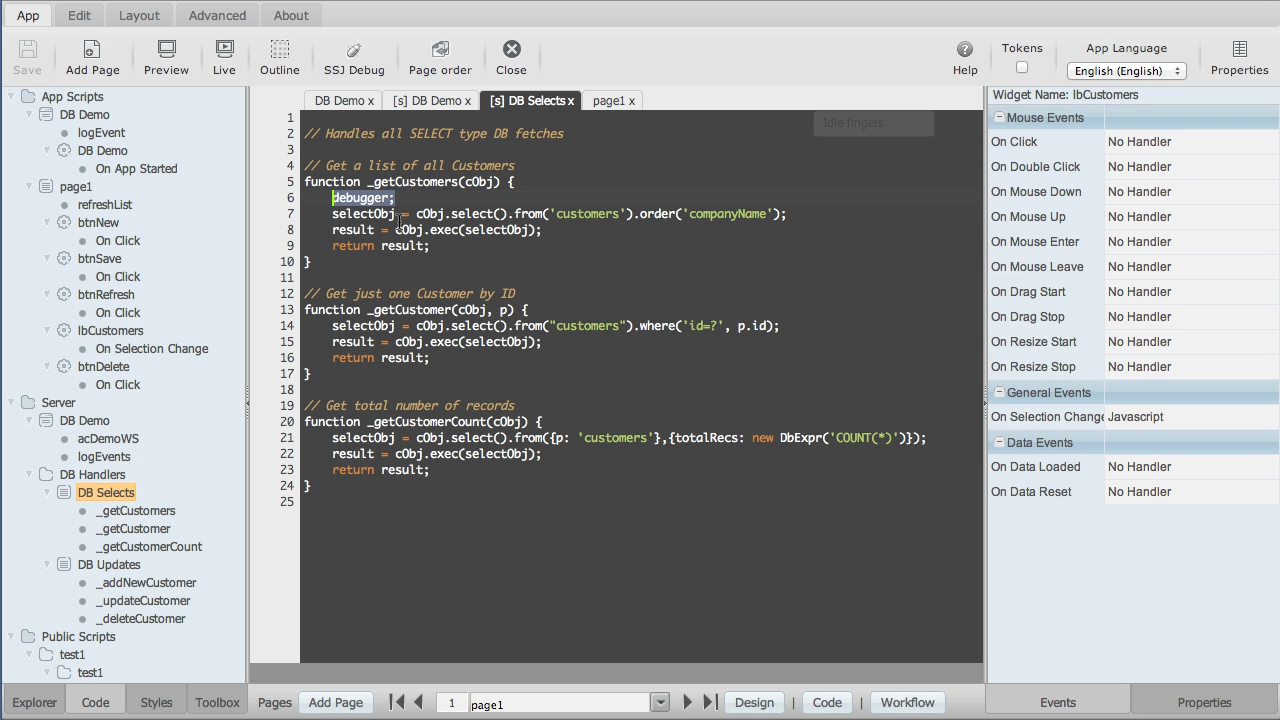 App Edit Layout Advanced About
Save Add Page Preview Live Outline SSJ Debug Page order Close Help Tokens App Language English (English) Properties
App Scripts
DB Demo
logEvent
DB Demo
On App Started
page1
refreshList
btnNew
On Click
btnSave
On Click
btnRefresh
On Click
lbCustomers
On Selection Change
btnDelete
On Click
Server
DB Demo
acDemoWS
logEvents
DB Handlers
DB Selects
_getCustomers
_getCustomer
_getCustomerCount
DB Updates
_addNewCustomer
_updateCustomer
_deleteCustomer
Public Scripts
test1
test1
DB Demo x [s] DB Demo x [s] DB Selects x page1 x
Idle fingers
1
2 // Handles all SELECT type DB fetches
3
4 // Get a list of all Customers
5 function _getCustomers(cObj) {
6 debugger;
7 selectObj = cObj.select().from('customers').order('companyName');
8 result = cObj.exec(selectObj);
9 return result;
10 }
11
12 // Get just one Customer by ID
13 function _getCustomer(cObj, p) {
14 selectObj = cObj.select().from("customers").where('id=?', p.id);
15 result = cObj.exec(selectObj);
16 return result;
17 }
18
19 // Get total number of records
20 function _getCustomerCount(cObj) {
21 selectObj = cObj.select().from({p: 'customers'},{totalRecs: new DbExpr('COUNT(*)')});
22 result = cObj.exec(selectObj);
23 return result;
24 }
25
Widget Name: lbCustomers
Mouse Events
On Click No Handler
On Double Click No Handler
On Mouse Down No Handler
On Mouse Up No Handler
On Mouse Enter No Handler
On Mouse Leave No Handler
On Drag Start No Handler
On Drag Stop No Handler
On Resize Start No Handler
On Resize Stop No Handler
General Events
On Selection Change Javascript
Data Events
On Data Loaded No Handler
On Data Reset No Handler
Explorer Code Styles Toolbox Pages Add Page 1 page1 Design | Code | Workflow Events Properties